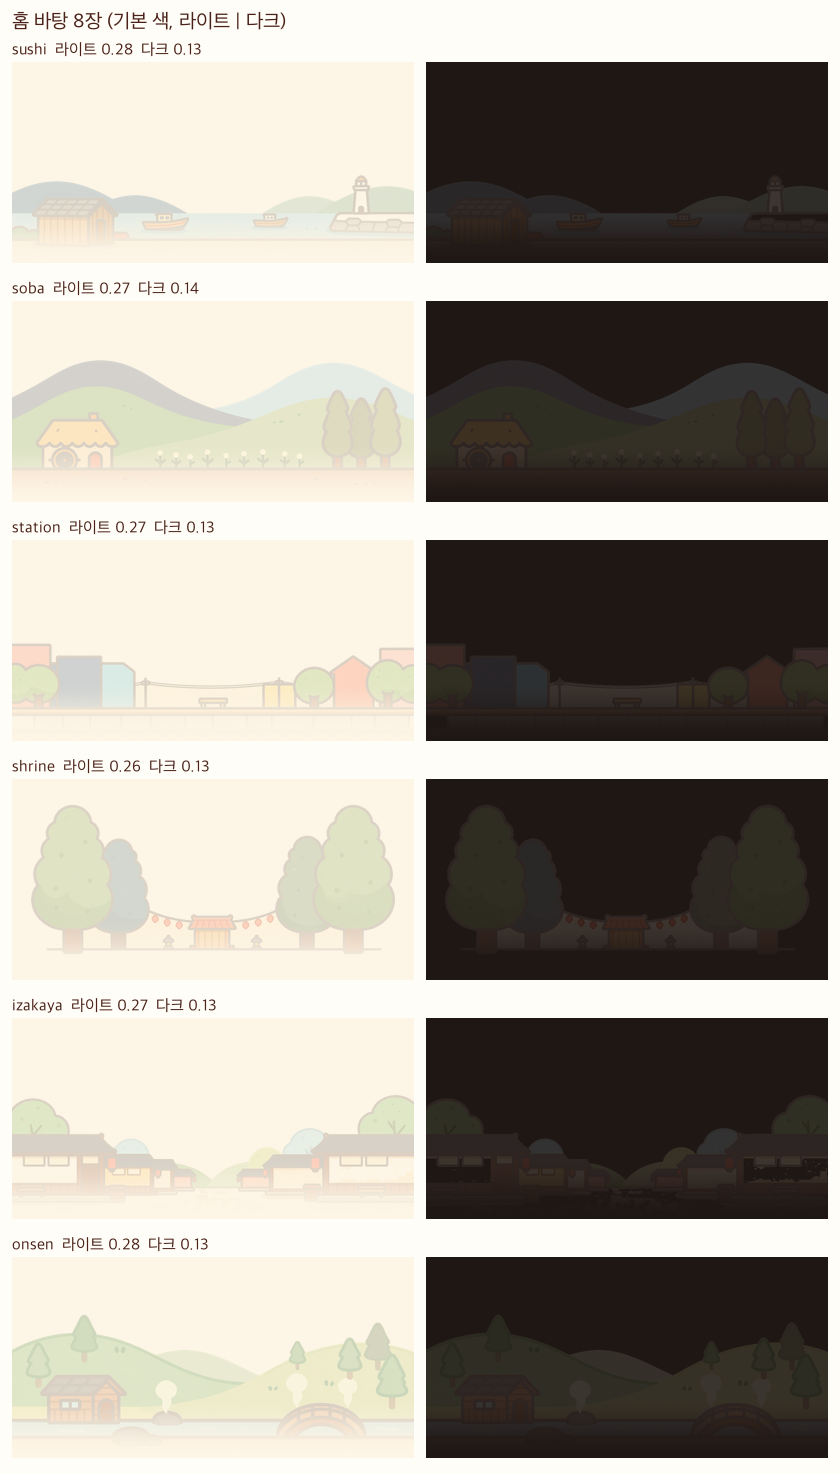 홈 바탕 8장 (기본 색, 라이트 | 다크)
sushi 라이트 0.28 다크 0.13
soba 라이트 0.27 다크 0.14
station 라이트 0.27 다크 0.13
shrine 라이트 0.26 다크 0.13
izakaya 라이트 0.27 다크 0.13
onsen 라이트 0.28 다크 0.13